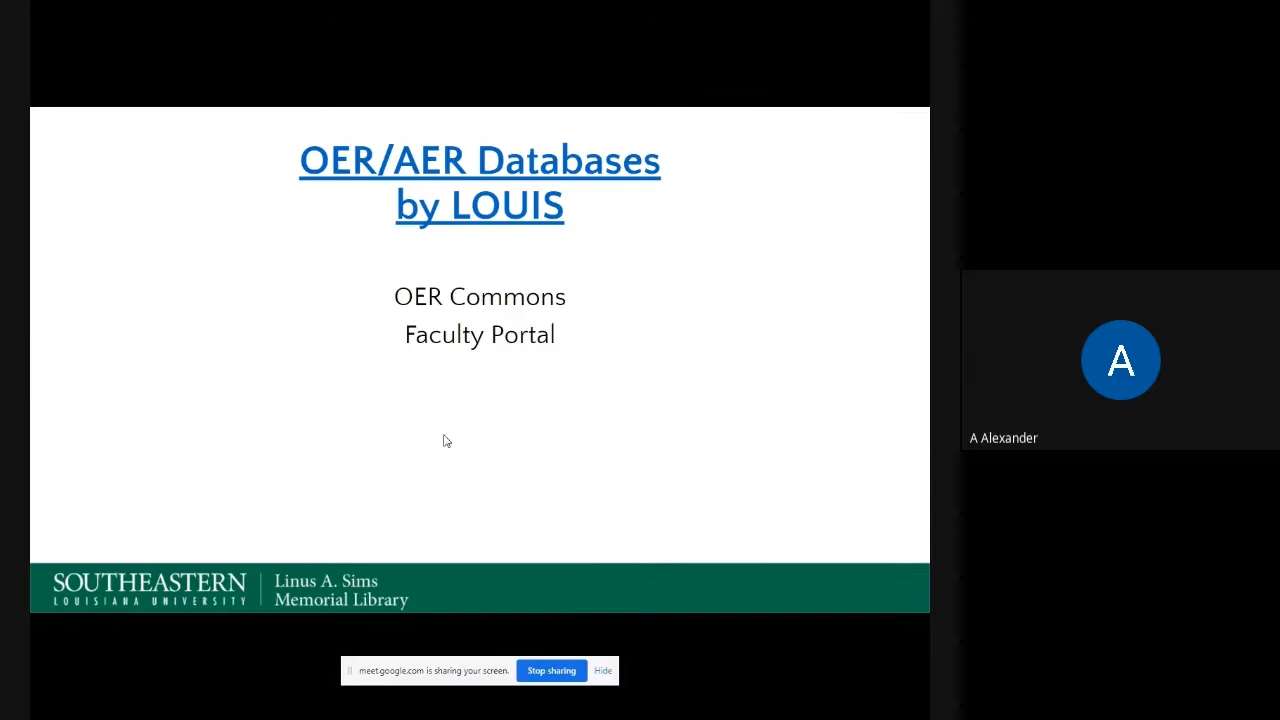 OER/AER Databases
by LOUIS
OER Commons
Faculty Portal
SOUTHEASTERN
LOUISIANA UNIVERSITY
Linus A. Sims
Memorial Library
meet.google.com is sharing your screen.
Stop sharing
Hide
A
A Alexander